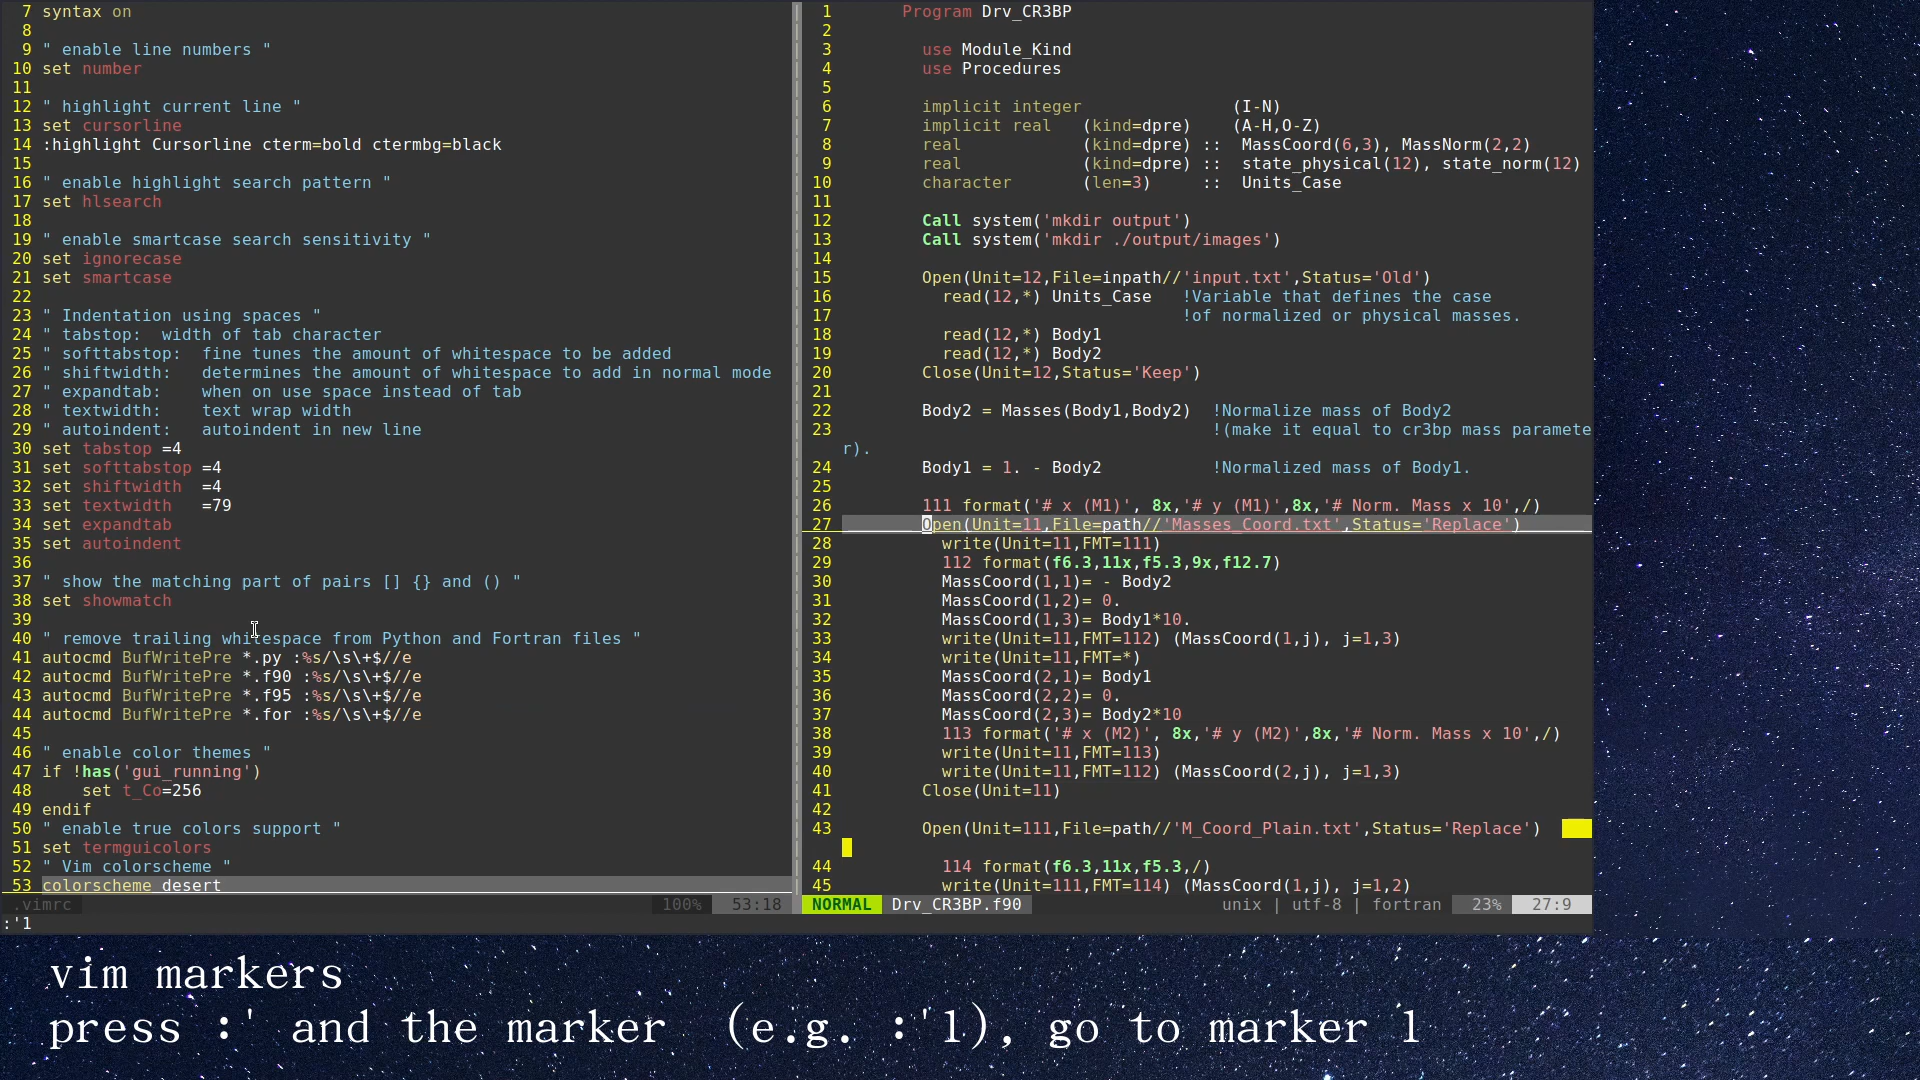 7 syntax on
8
9 " enable line numbers "
10 set number
11
12 " highlight current line "
13 set cursorline
14 :highlight Cursorline cterm=bold ctermbg=black
15
16 " enable highlight search pattern "
17 set hlsearch
18
19 " enable smartcase search sensitivity "
20 set ignorecase
21 set smartcase
22
23 " Indentation using spaces "
24 " tabstop:  width of tab character
25 " softtabstop:  fine tunes the amount of whitespace to be added
26 " shiftwidth:   determines the amount of whitespace to add in normal mode
27 " expandtab:    when on use space instead of tab
28 " textwidth:    text wrap width
29 " autoindent:   autoindent in new line
30 set tabstop =4
31 set softtabstop =4
32 set shiftwidth  =4
33 set textwidth   =79
34 set expandtab
35 set autoindent
36
37 " show the matching part of pairs [] {} and () "
38 set showmatch
39
40 " remove trailing whitespace from Python and Fortran files "
41 autocmd BufWritePre *.py :%s/\s\+$//e
42 autocmd BufWritePre *.f90 :%s/\s\+$//e
43 autocmd BufWritePre *.f95 :%s/\s\+$//e
44 autocmd BufWritePre *.for :%s/\s\+$//e
45
46 " enable color themes "
47 if !has('gui_running')
48     set t_Co=256
49 endif
50 " enable true colors support "
51 set termguicolors
52 " Vim colorscheme "
53 colorscheme desert
.vimrc 100% 53:18
1 Program Drv_CR3BP
2
3 use Module_Kind
4 use Procedures
5
6 implicit integer               (I-N)
7 implicit real   (kind=dpre)    (A-H,O-Z)
8 real            (kind=dpre) ::  MassCoord(6,3), MassNorm(2,2)
9 real            (kind=dpre) ::  state_physical(12), state_norm(12)
10 character       (len=3)     ::  Units_Case
11
12 Call system('mkdir output')
13 Call system('mkdir ./output/images')
14
15 Open(Unit=12,File=inpath//'input.txt',Status='Old')
16 read(12,*) Units_Case   !Variable that defines the case
17 !of normalized or physical masses.
18 read(12,*) Body1
19 read(12,*) Body2
20 Close(Unit=12,Status='Keep')
21
22 Body2 = Masses(Body1,Body2)  !Normalize mass of Body2
23 !(make it equal to cr3bp mass paramete
r).
24 Body1 = 1. - Body2           !Normalized mass of Body1.
25
26 111 format('# x (M1)', 8x,'# y (M1)',8x,'# Norm. Mass x 10',/)
27 Open(Unit=11,File=path//'Masses_Coord.txt',Status='Replace')
28 write(Unit=11,FMT=111)
29 112 format(f6.3,11x,f5.3,9x,f12.7)
30 MassCoord(1,1)= - Body2
31 MassCoord(1,2)= 0.
32 MassCoord(1,3)= Body1*10.
33 write(Unit=11,FMT=112) (MassCoord(1,j), j=1,3)
34 write(Unit=11,FMT=*)
35 MassCoord(2,1)= Body1
36 MassCoord(2,2)= 0.
37 MassCoord(2,3)= Body2*10
38 113 format('# x (M2)', 8x,'# y (M2)',8x,'# Norm. Mass x 10',/)
39 write(Unit=11,FMT=113)
40 write(Unit=11,FMT=112) (MassCoord(2,j), j=1,3)
41 Close(Unit=11)
42
43 Open(Unit=111,File=path//'M_Coord_Plain.txt',Status='Replace')
44 114 format(f6.3,11x,f5.3,/)
45 write(Unit=111,FMT=114) (MassCoord(1,j), j=1,2)
NORMAL Drv_CR3BP.f90 unix | utf-8 | fortran 23% 27:9
:'1
vim markers
press :' and the marker  (e.g. :'1), go to marker 1